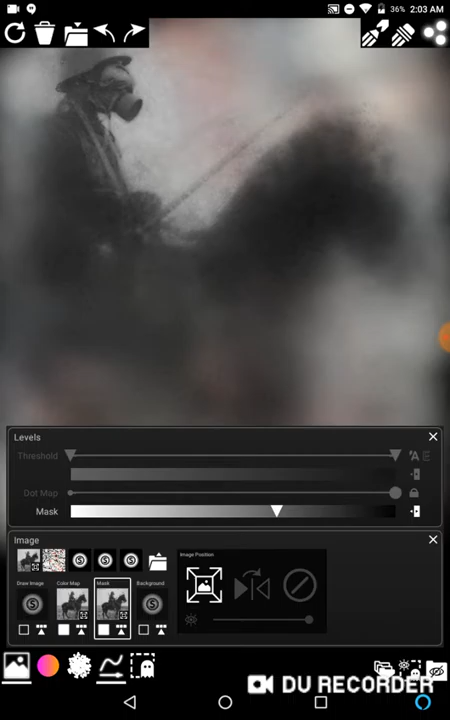 36% 2:03 AM
Levels
Threshold
Dot Map
Mask
Image
Image Position
Draw Image Color Map Mask Background
DU RECORDER